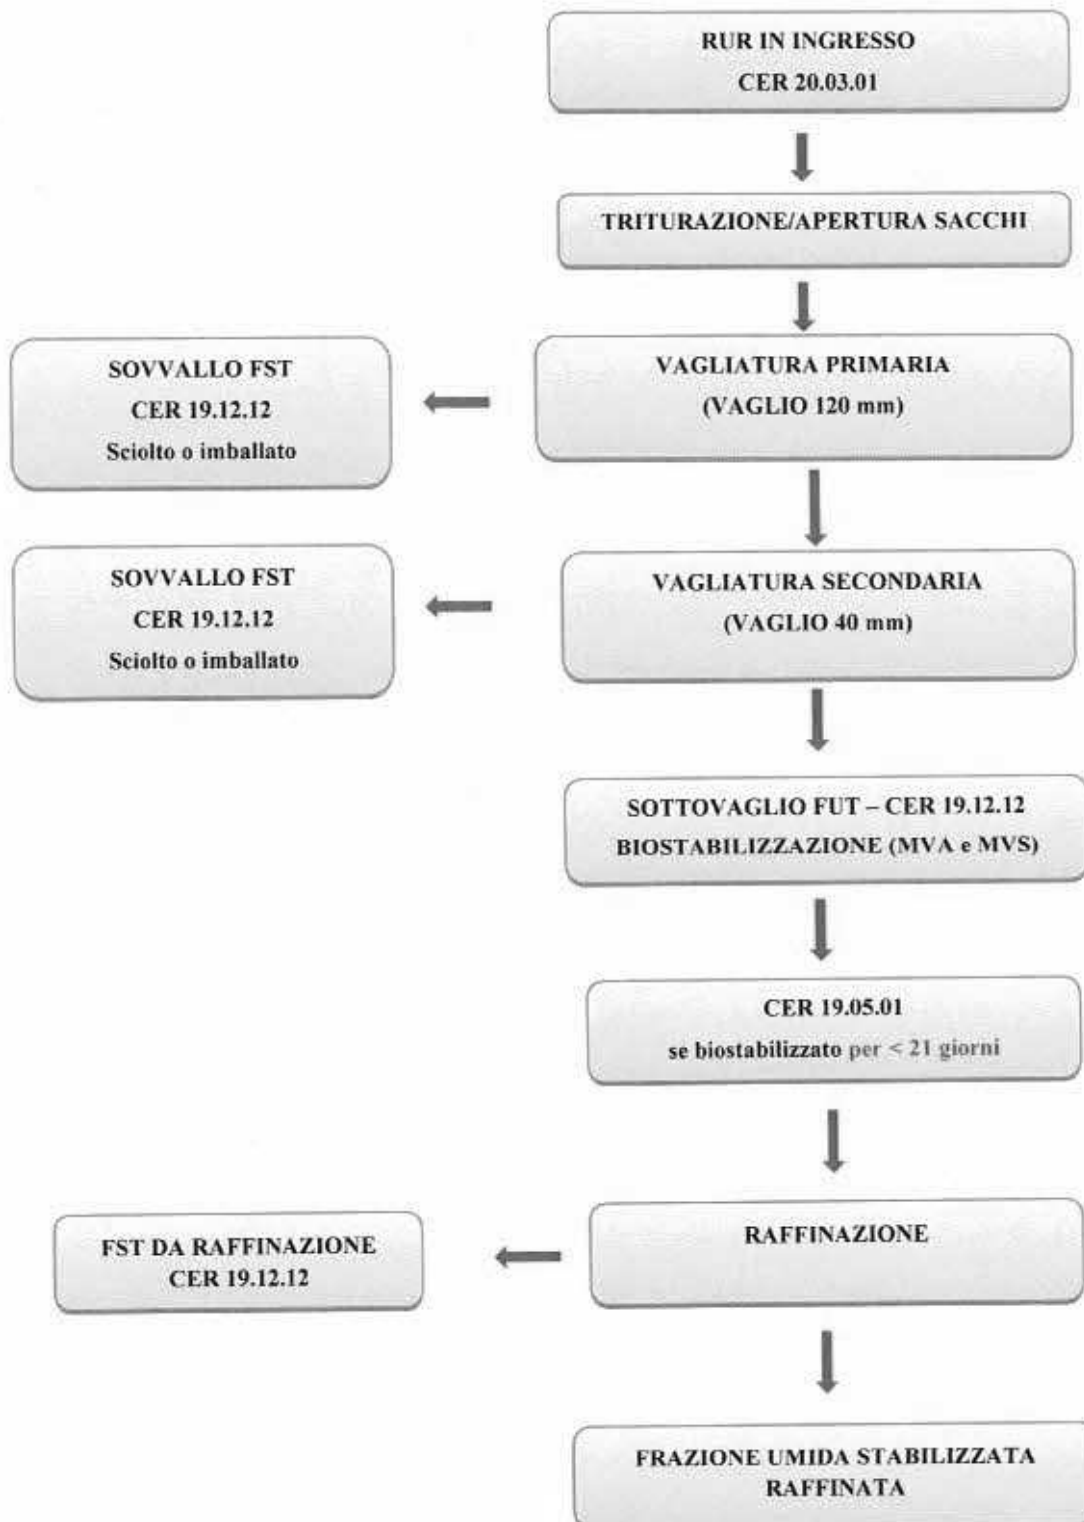 RUR IN INGRESSO
CER 20.03.01
TRITURAZIONE/APERTURA SACCHI
VAGLIATURA PRIMARIA
(VAGLIO 120 mm)
SOVVALLO FST
CER 19.12.12
Sciolto o imballato
VAGLIATURA SECONDARIA
(VAGLIO 40 mm)
SOVVALLO FST
CER 19.12.12
Sciolto o imballato
SOTTOVAGLIO FUT – CER 19.12.12
BIOSTABILIZZAZIONE (MVA e MVS)
CER 19.05.01
se biostabilizzato per < 21 giorni
RAFFINAZIONE
FST DA RAFFINAZIONE
CER 19.12.12
FRAZIONE UMIDA STABILIZZATA
RAFFINATA